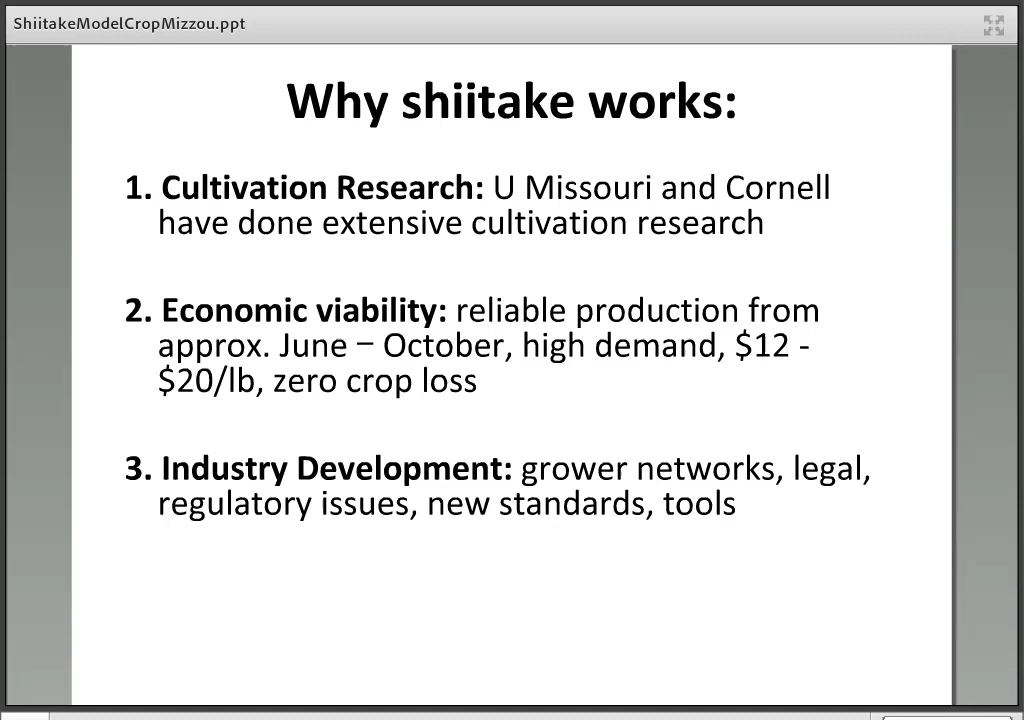 ShiitakeModelCropMizzou.ppt
Why shiitake works:
1. Cultivation Research: U Missouri and Cornell
have done extensive cultivation research
2. Economic viability: reliable production from
approx. June – October, high demand, $12 -
$20/lb, zero crop loss
3. Industry Development: grower networks, legal,
regulatory issues, new standards, tools